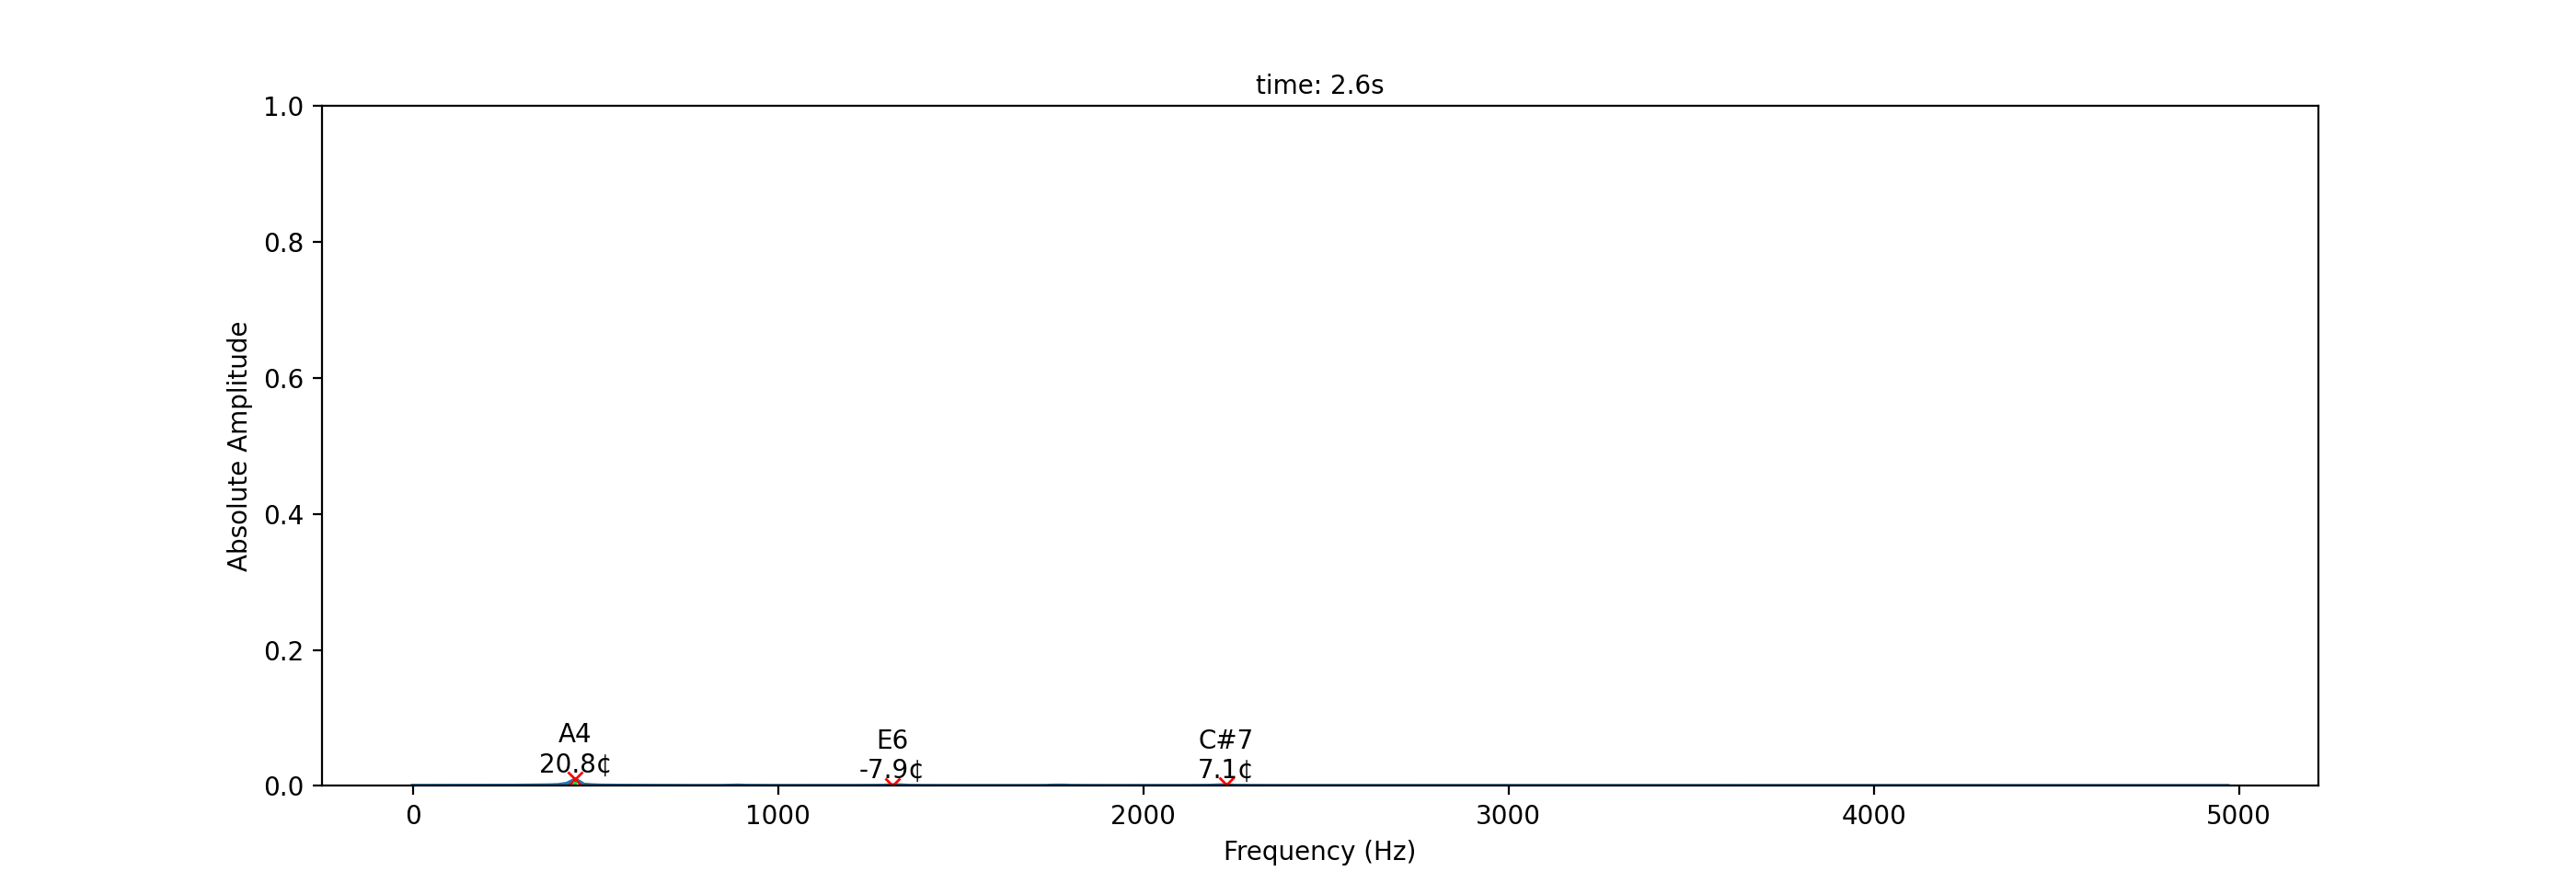 time: 2.6s
1.0
0.8
0.6
0.4
0.2
0.0
Absolute Amplitude
A4
20.8¢
E6
-7.9¢
C#7
7.1¢
0 1000 2000 3000 4000 5000
Frequency (Hz)